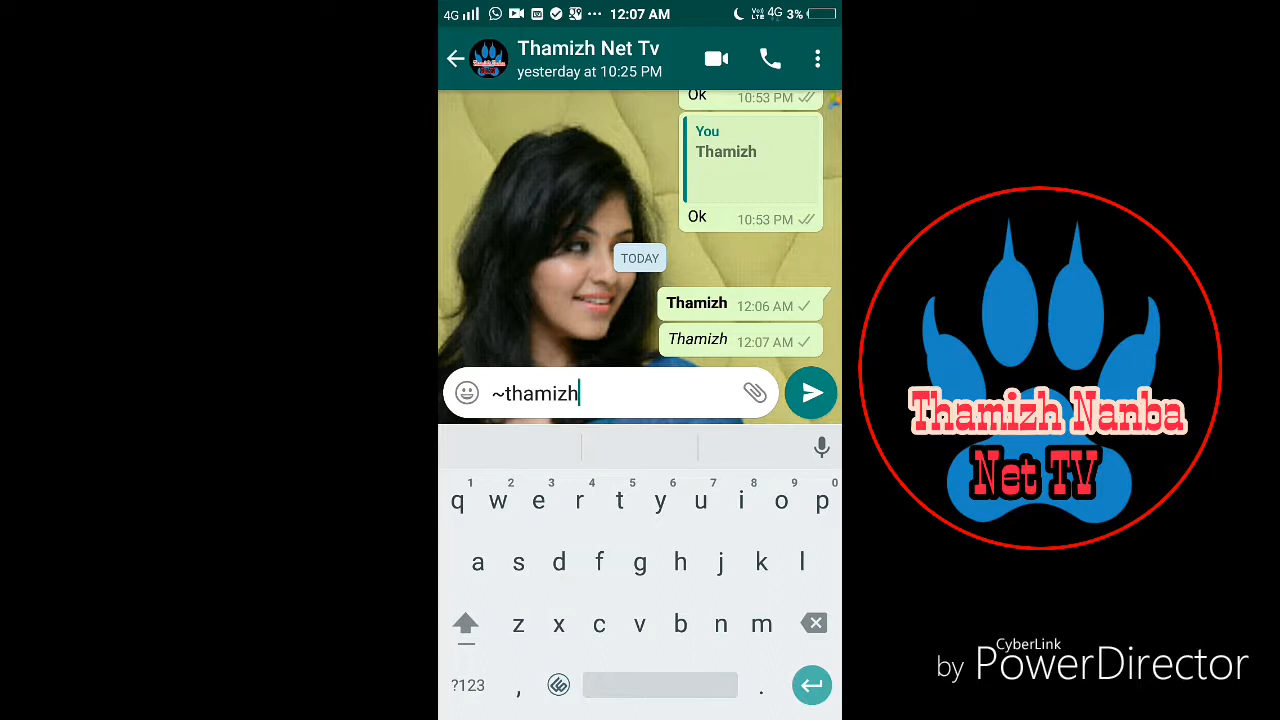 4G 12:07 AM VoLTE 4G 3%
Thamizh Net Tv
yesterday at 10:25 PM
Ok 10:53 PM
You
Thamizh
Ok 10:53 PM
TODAY
Thamizh 12:06 AM
Thamizh 12:07 AM
~thamizh
1 2 3 4 5 6 7 8 9 0
q w e r t y u i o p
a s d f g h j k l
z x c v b n m
?123 , .
Thamizh Nanba
Net TV
by CyberLink
PowerDirector